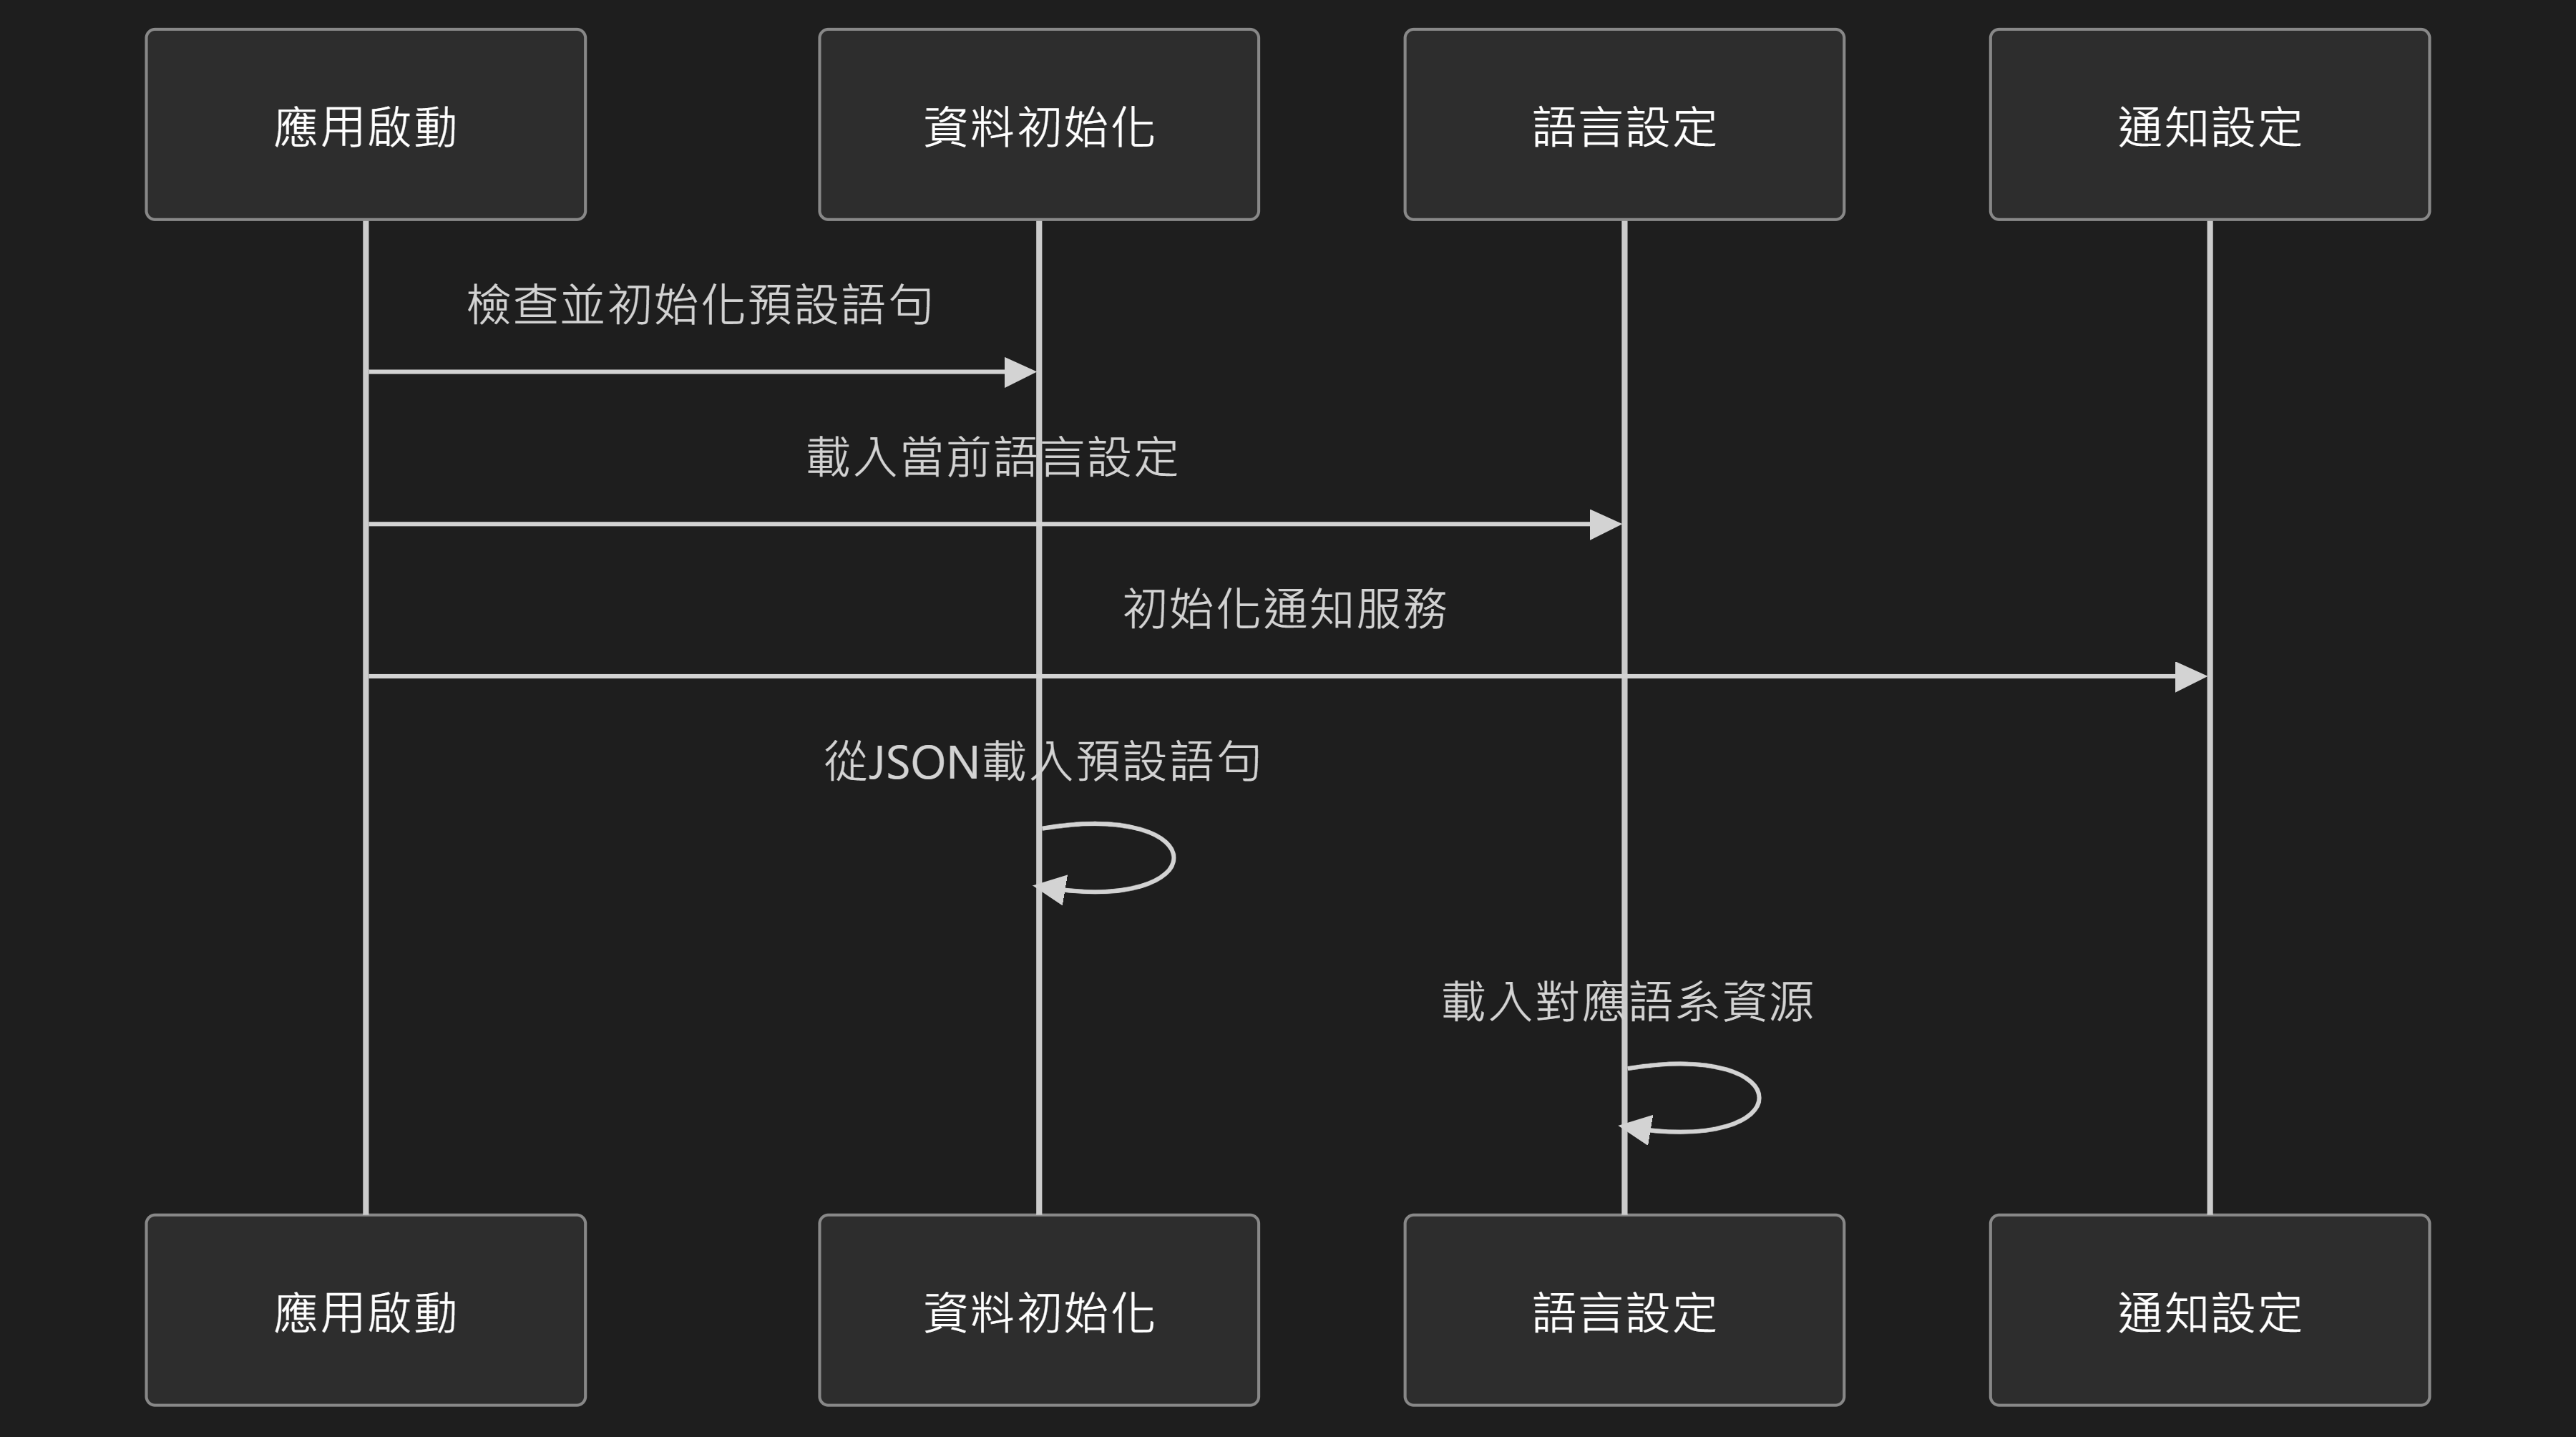 應用啟動
資料初始化
語言設定
通知設定
檢查並初始化預設語句
載入當前語言設定
初始化通知服務
從JSON載入預設語句
載入對應語系資源
應用啟動
資料初始化
語言設定
通知設定